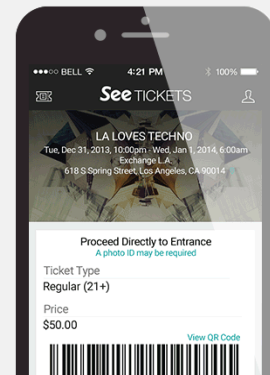 BELL 4:21 PM 100%
See TICKETS
LA LOVES TECHNO
Tue, Dec 31, 2013, 10:00pm - Wed, Jan 1, 2014, 6:00am
Exchange L.A.
618 S Spring Street, Los Angeles, CA 90014
Proceed Directly to Entrance
A photo ID may be required
Ticket Type
Regular (21+)
Price
$50.00
View QR Code